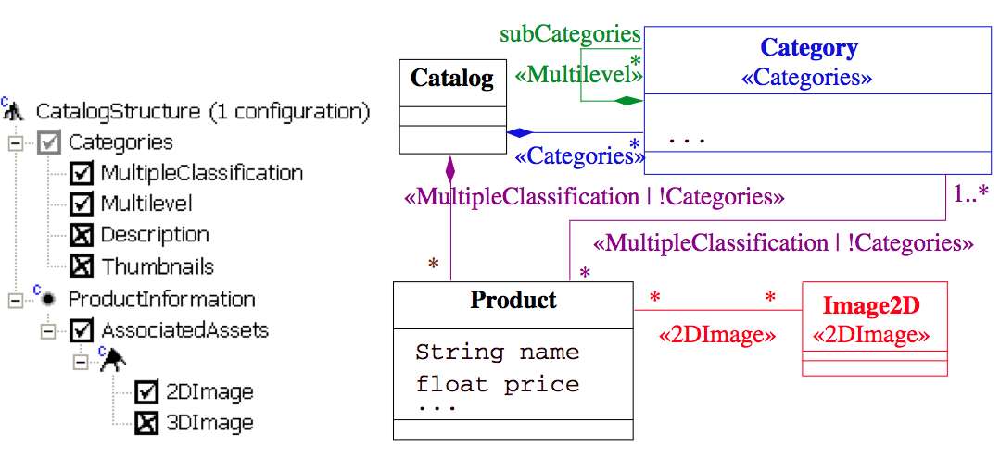 CatalogStructure (1 configuration)
Categories
MultipleClassification
Multilevel
Description
Thumbnails
ProductInformation
AssociatedAssets
2DImage
3DImage
subCategories
*
«Multilevel»
Catalog
Category
«Categories»
...
*
«Categories»
«MultipleClassification | !Categories»
1..*
«MultipleClassification | !Categories»
*
*
Product
String name
float price
...
*
*
«2DImage»
Image2D
«2DImage»
C
C
C